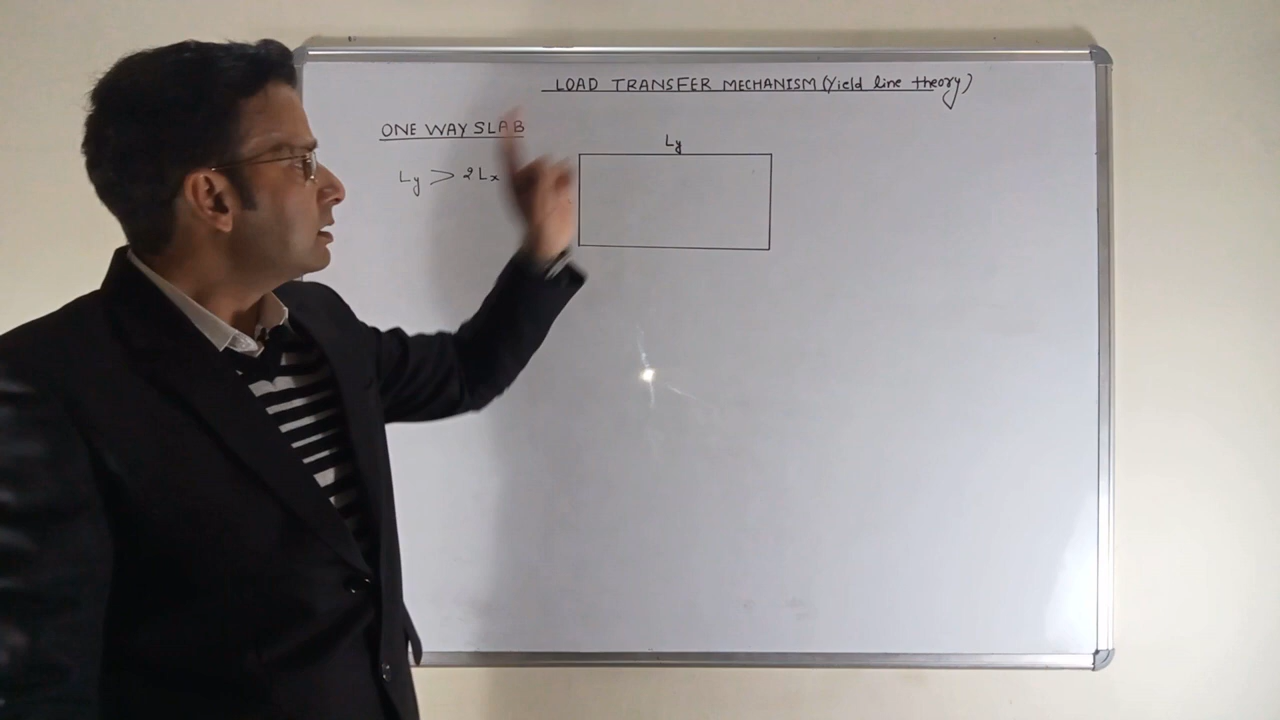 LOAD TRANSFER MECHANISM (Yield line theory)
ONE WAY SLAB
Ly
Ly > 2Lx